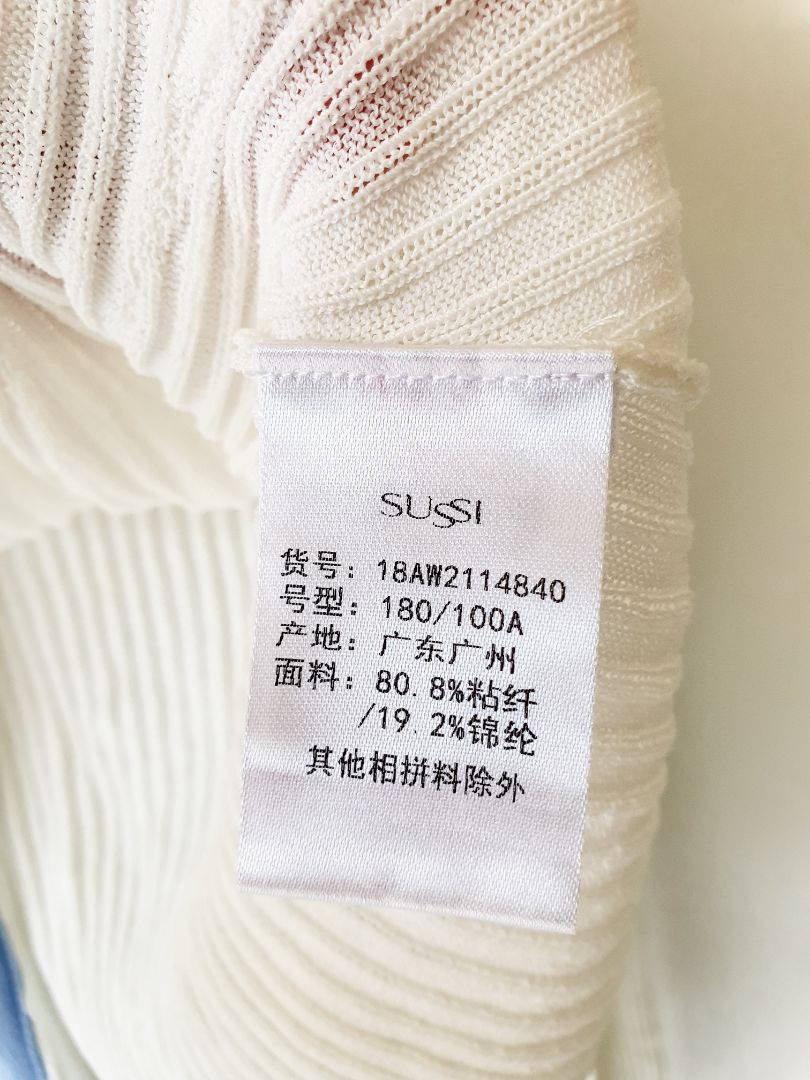 SUSSI
货号：18AW2114840
号型：180/100A
产地：广东广州
面料：80.8%粘纤
/19.2%锦纶
其他相拼料除外